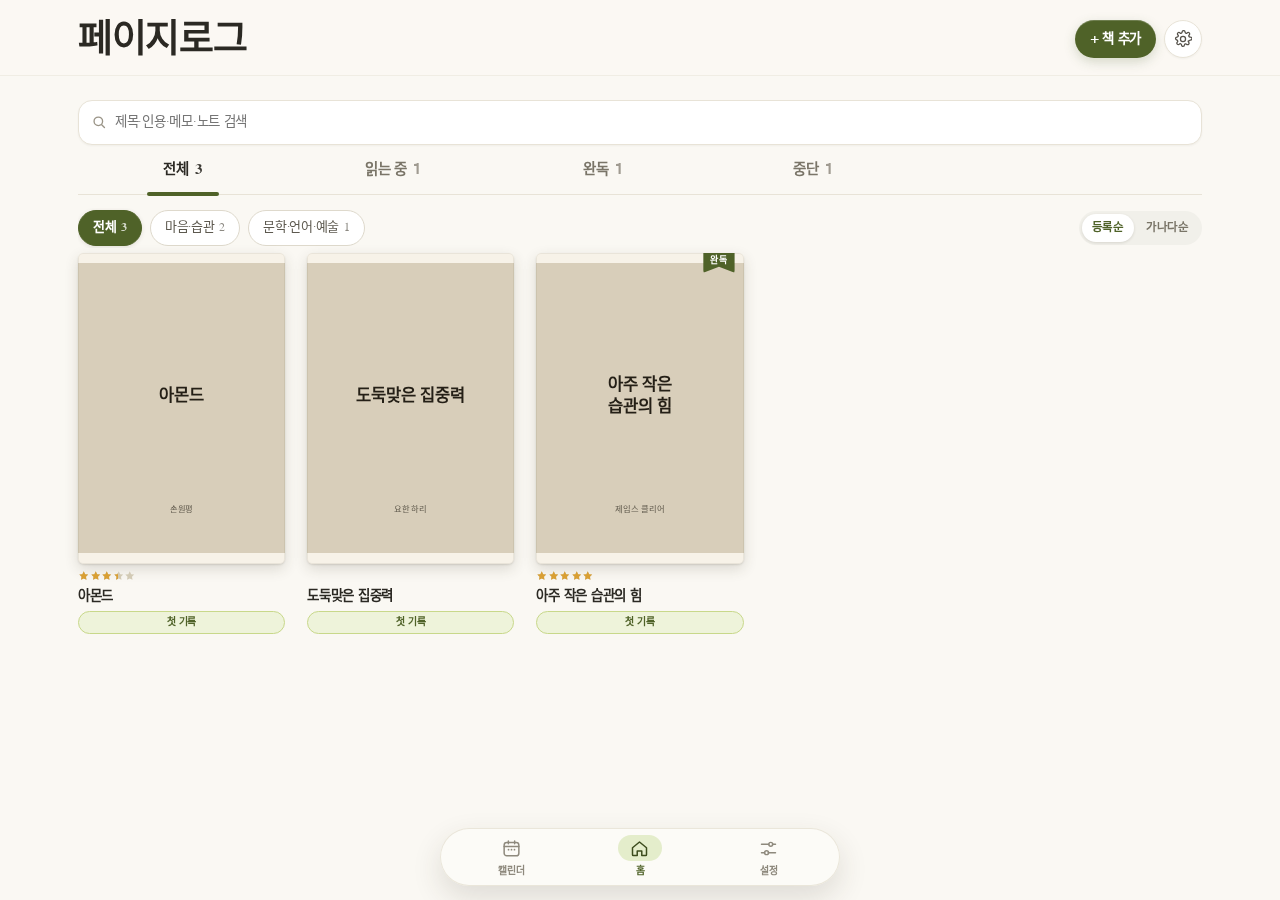 페이지로그
+ 책 추가
제목·인용·메모·노트 검색
전체 3
읽는 중 1
완독 1
중단 1
전체 3
마음·습관 2
문학·언어·예술 1
등록순
가나다순
완독
아몬드
도둑맞은 집중력
아주 작은
습관의 힘
손원평
요한 하리
제임스 클리어
아몬드
도둑맞은 집중력
아주 작은 습관의 힘
첫 기록
첫 기록
첫 기록
캘린더
홈
설정